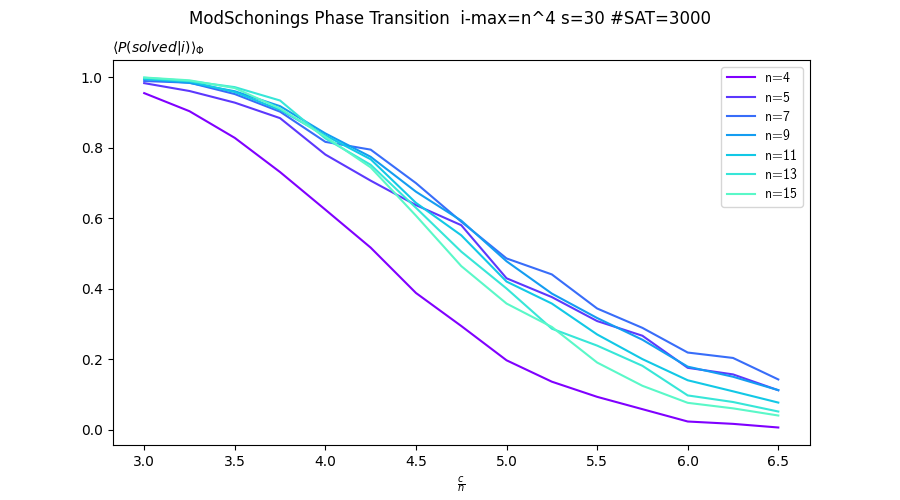 ModSchonings Phase Transition  i-max=n^4 s=30 #SAT=3000
⟨P(solved|i)⟩Φ
1.0
0.8
0.6
0.4
0.2
0.0
n=4
n=5
n=7
n=9
n=11
n=13
n=15
3.0 3.5 4.0 4.5 5.0 5.5 6.0 6.5
c/n